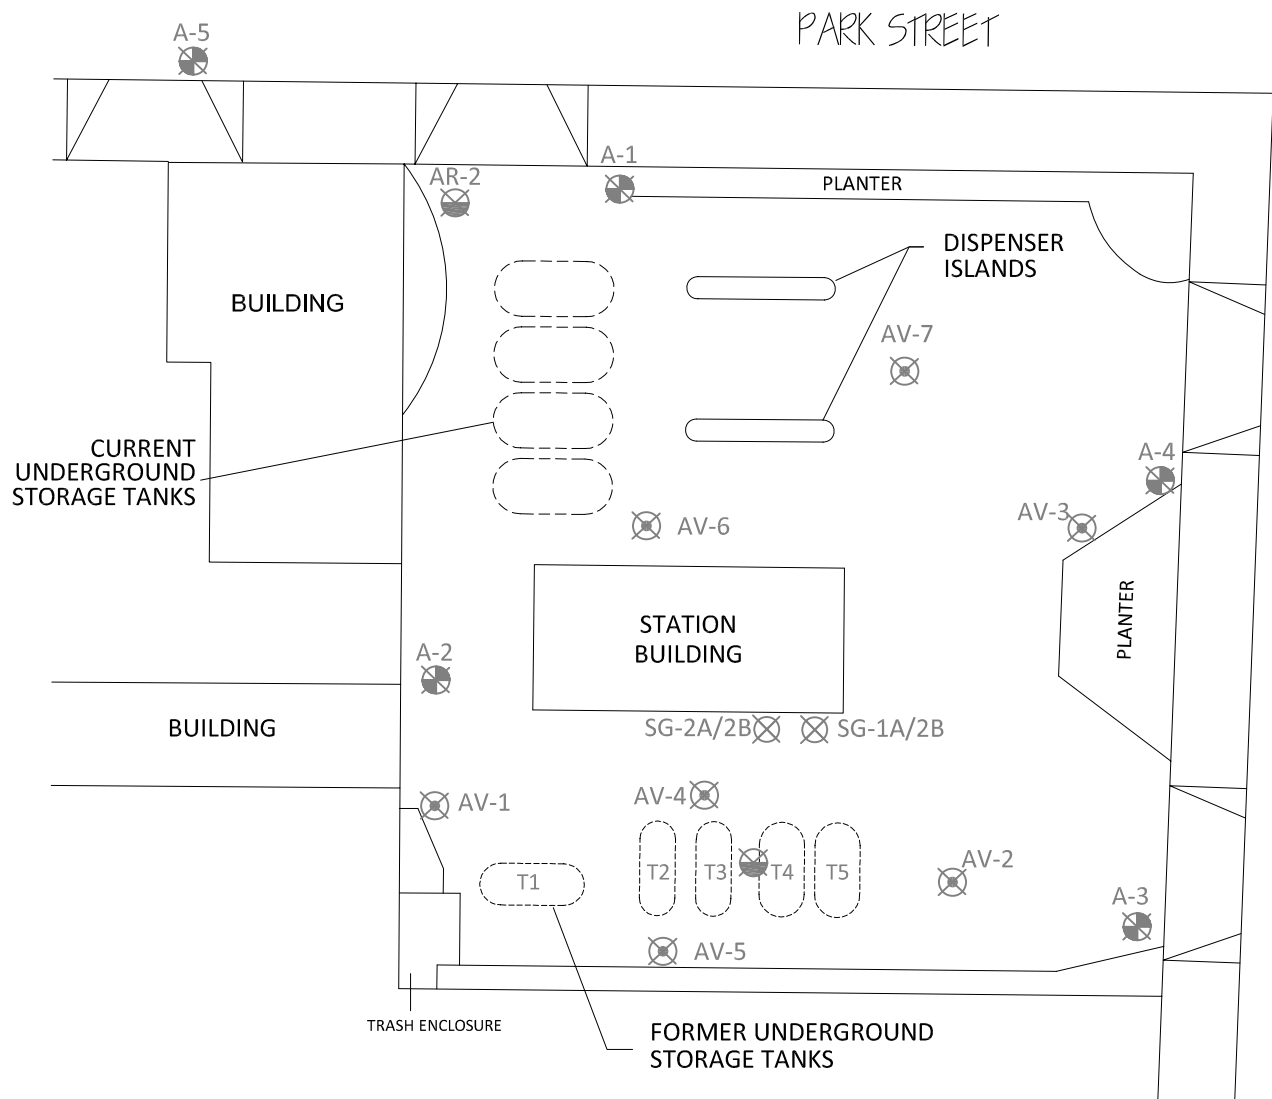 PARK STREET
A-5
A-1
AR-2
PLANTER
DISPENSER
ISLANDS
BUILDING
AV-7
CURRENT
UNDERGROUND
STORAGE TANKS
A-4
AV-3
AV-6
STATION
BUILDING
PLANTER
A-2
BUILDING
SG-2A/2B
SG-1A/2B
AV-4
AV-1
T1
T2
T3
T4
T5
AV-2
A-3
AV-5
TRASH ENCLOSURE
FORMER UNDERGROUND
STORAGE TANKS